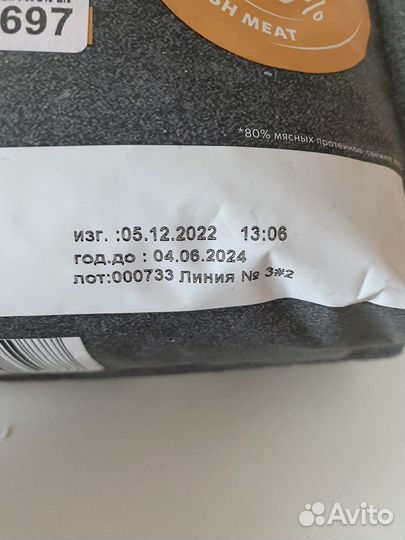 697
%
SH MEAT
*80% мясных протеинов, свежее
изг. :05.12.2022 13:06
год.до : 04.06.2024
лот:000733 Линия № 3#2
Avito